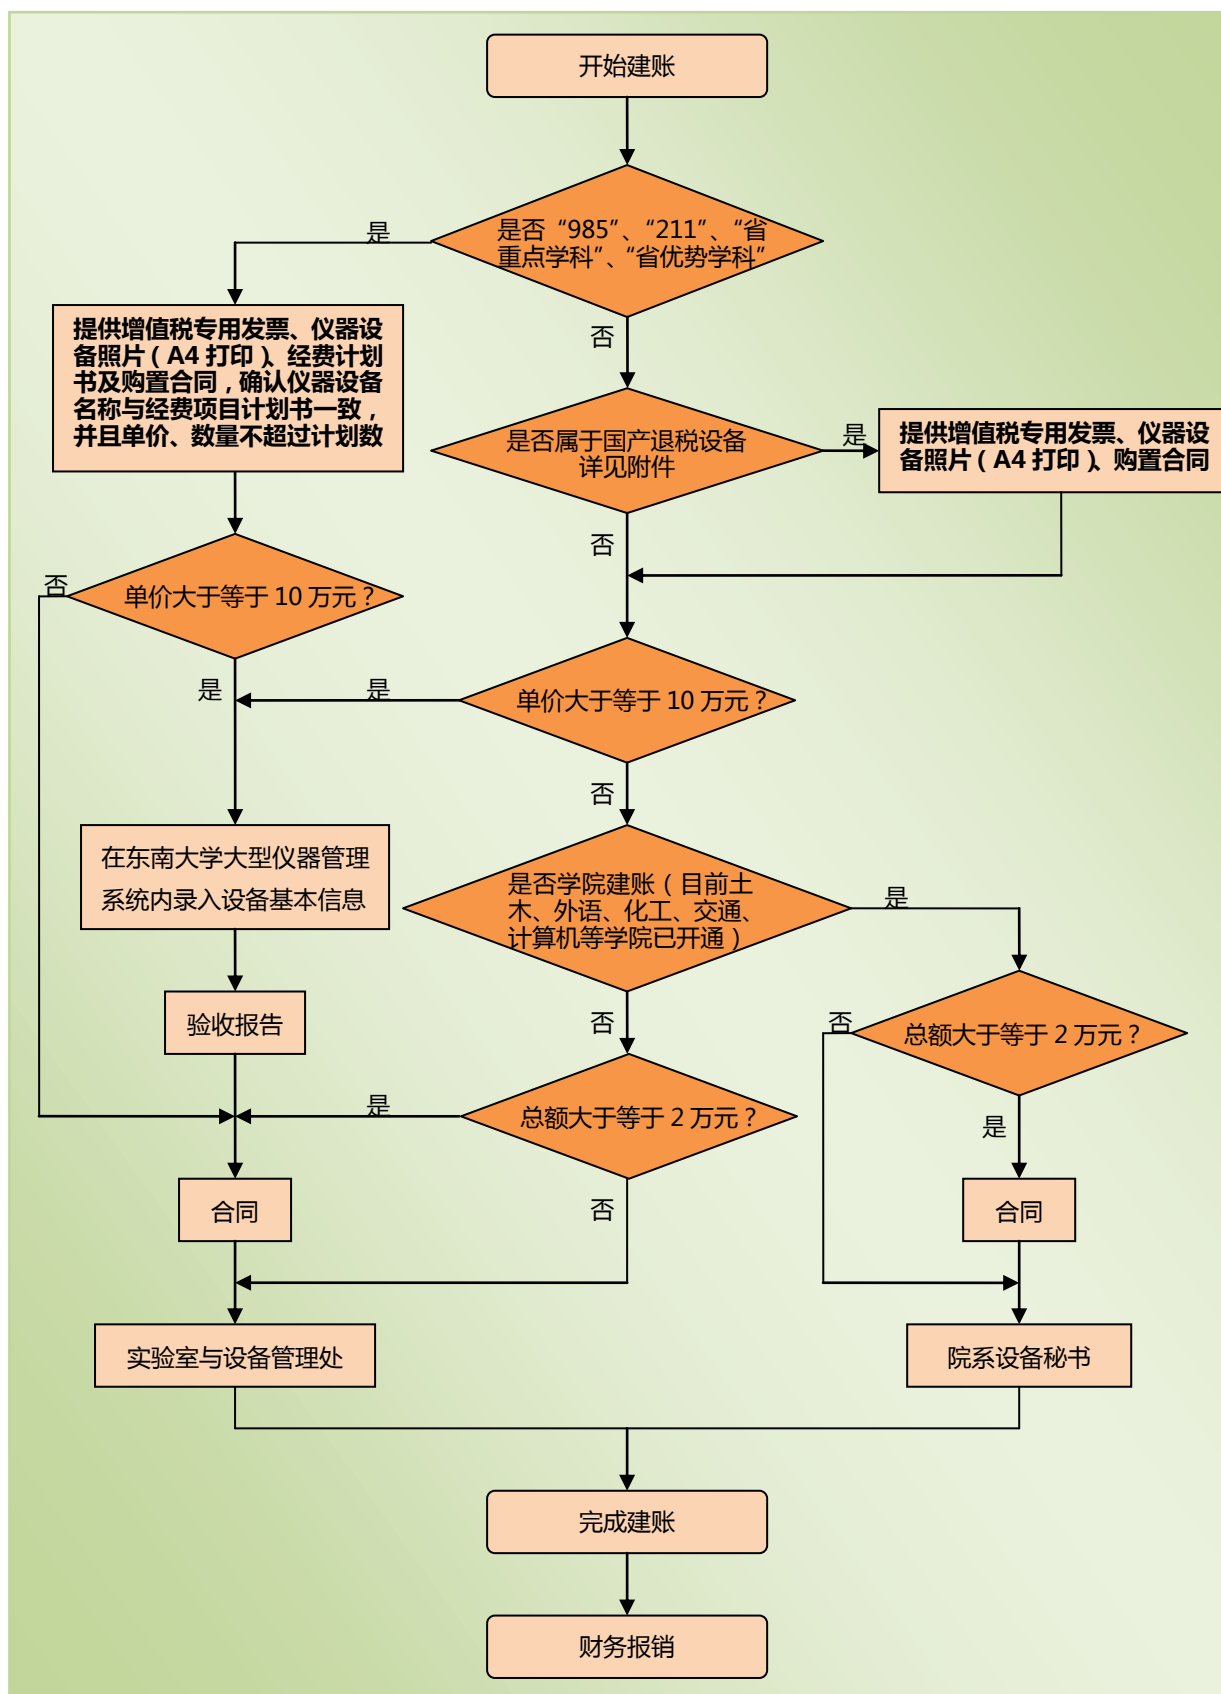 开始建账
是否“985”、“211”、“省
重点学科”、“省优势学科”
是
否
提供增值税专用发票、仪器设
备照片（A4 打印）、经费计划
书及购置合同，确认仪器设备
名称与经费项目计划书一致，
并且单价、数量不超过计划数
是否属于国产退税设备
详见附件
是
提供增值税专用发票、仪器设
备照片（A4 打印）、购置合同
否
单价大于等于 10 万元？
否
是
单价大于等于 10 万元？
是
否
在东南大学大型仪器管理
系统内录入设备基本信息
是否学院建账（目前土
木、外语、化工、交通、
计算机等学院已开通）
是
否
验收报告
总额大于等于 2 万元？
否
是
总额大于等于 2 万元？
是
否
合同
合同
实验室与设备管理处
院系设备秘书
完成建账
财务报销